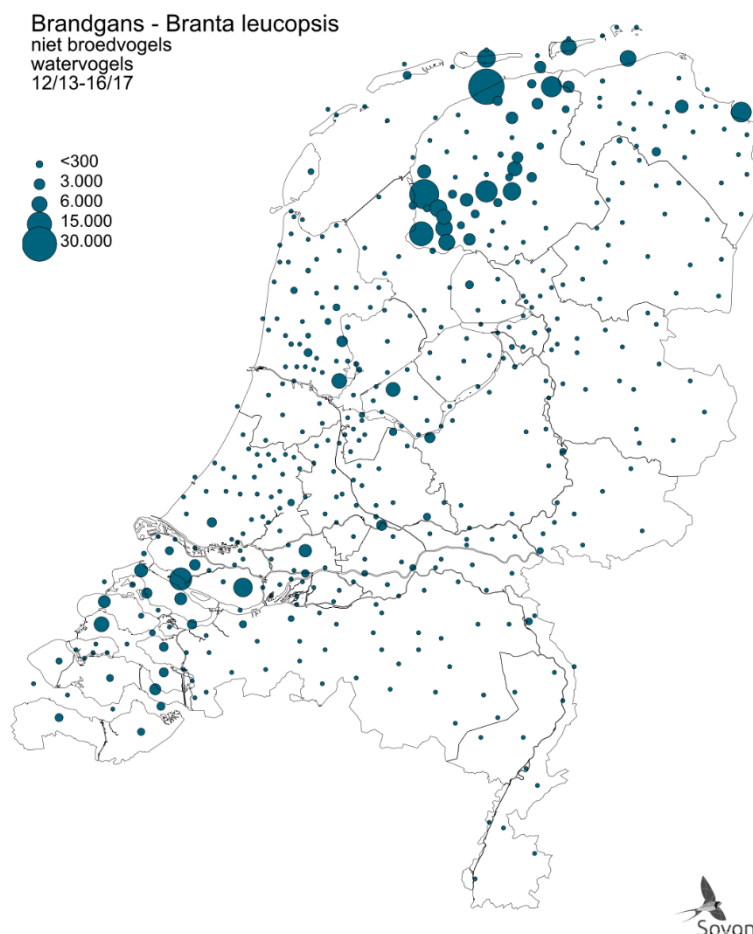 Brandgans - Branta leucopsis
niet broedvogels
watervogels
12/13-16/17
<300
3.000
6.000
15.000
30.000
Sovon